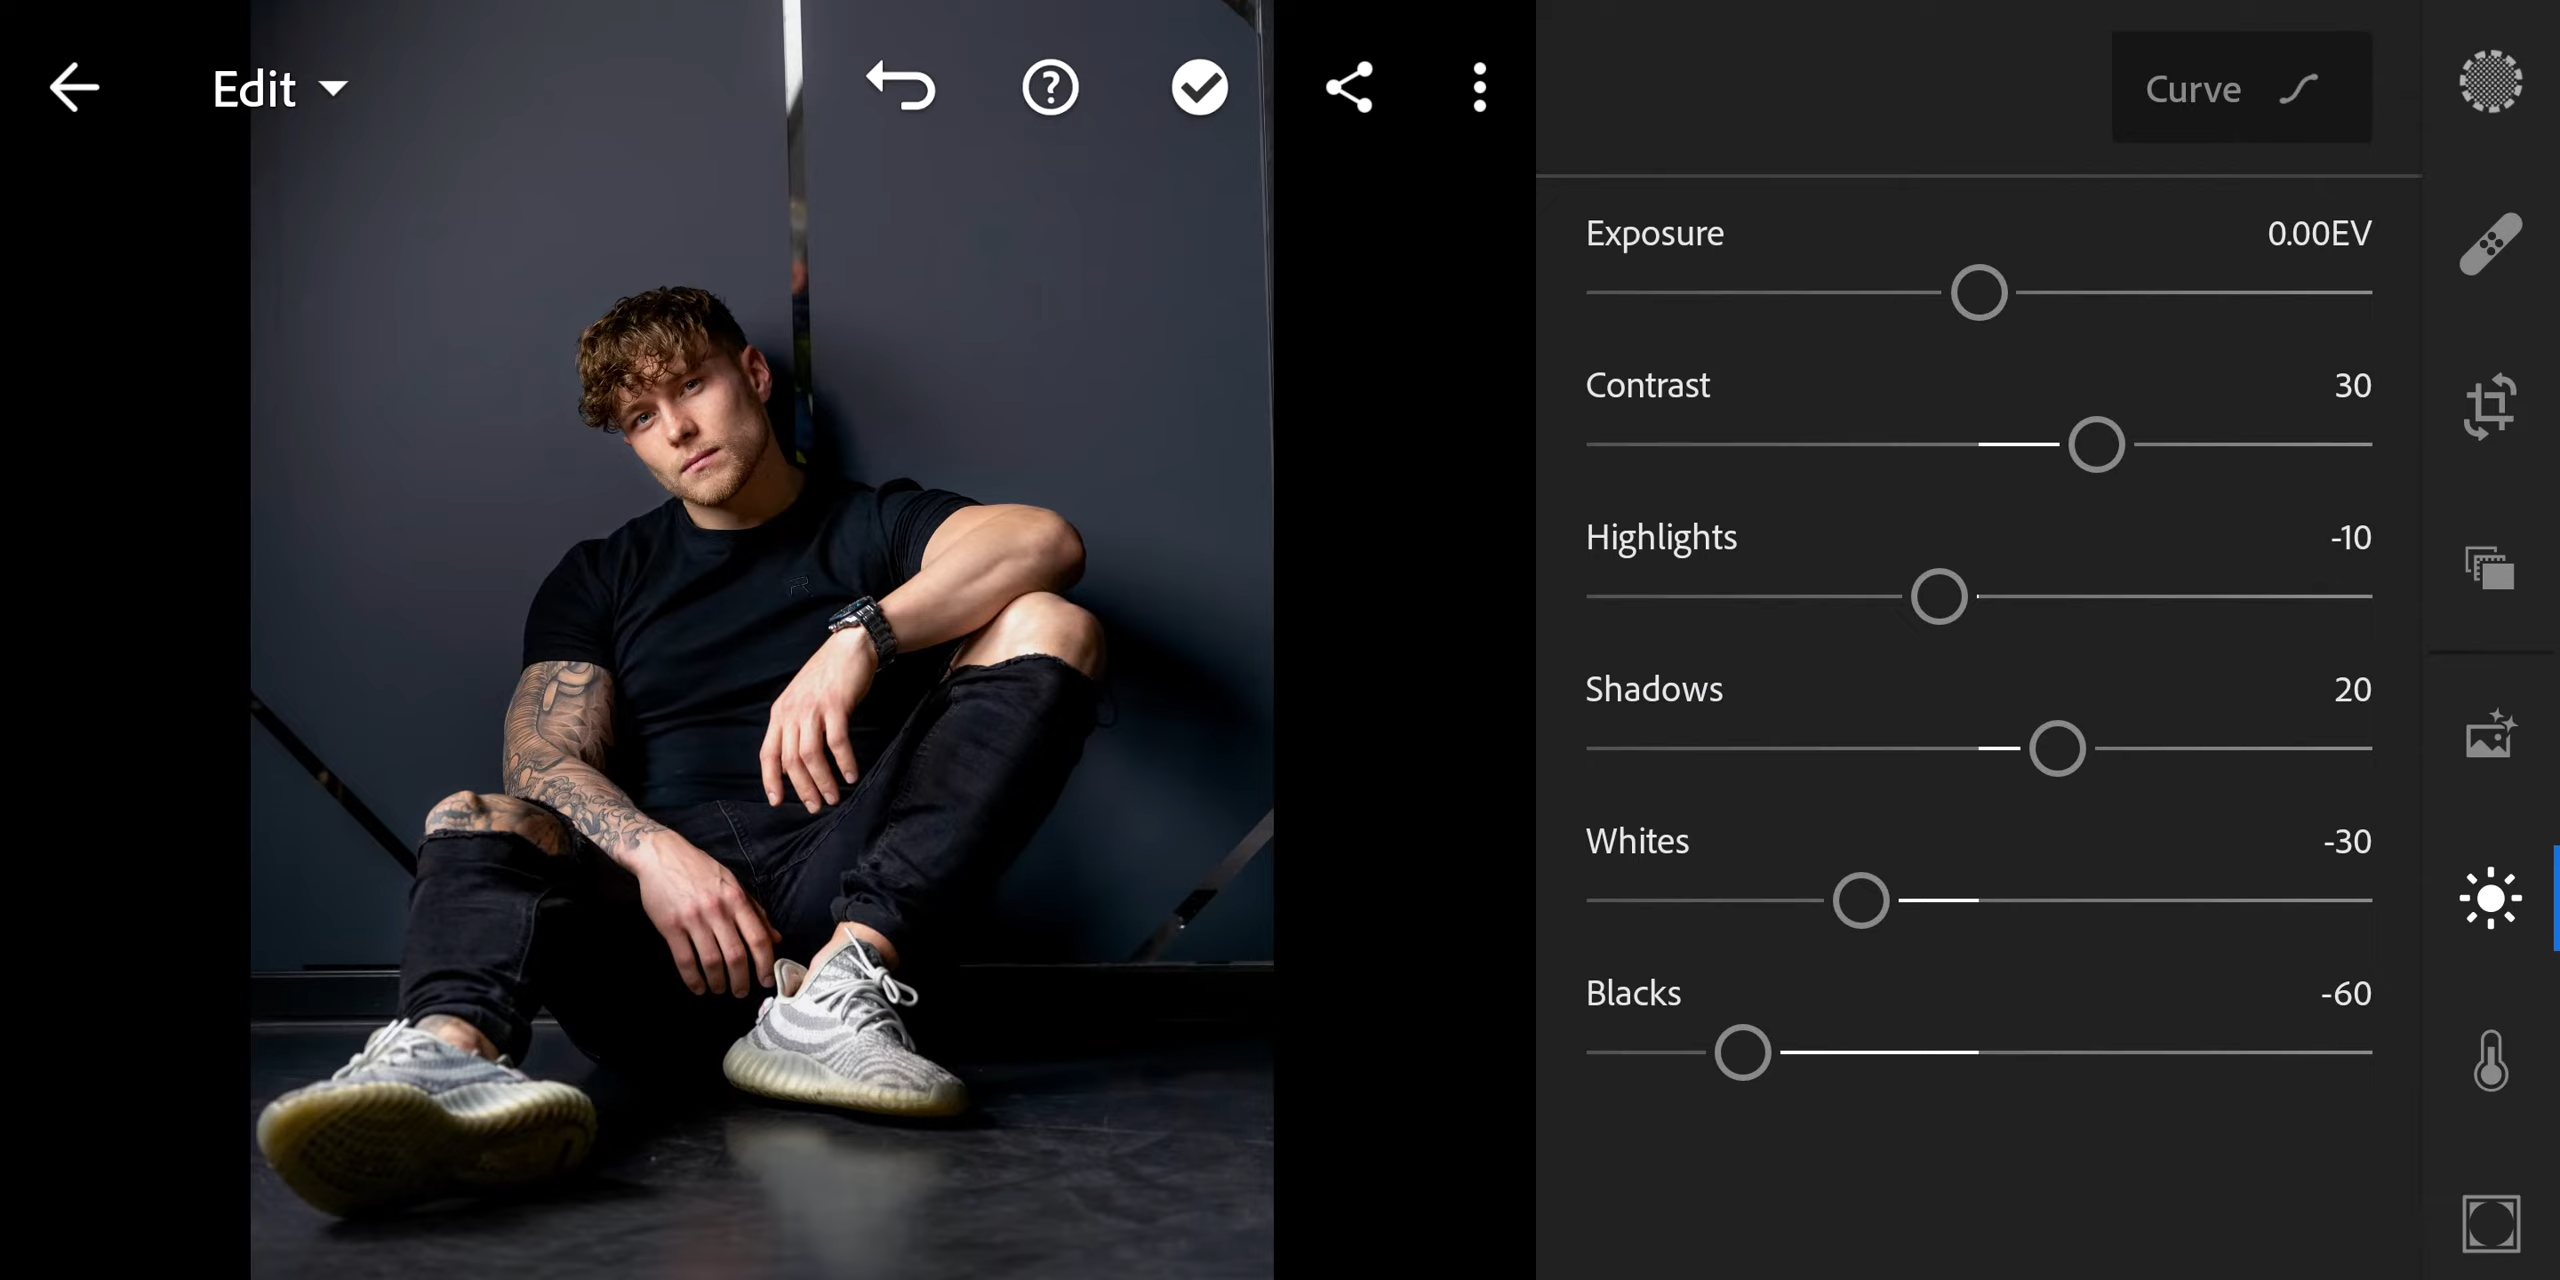 Edit
Curve
Exposure 0.00EV
Contrast 30
Highlights -10
Shadows 20
Whites -30
Blacks -60